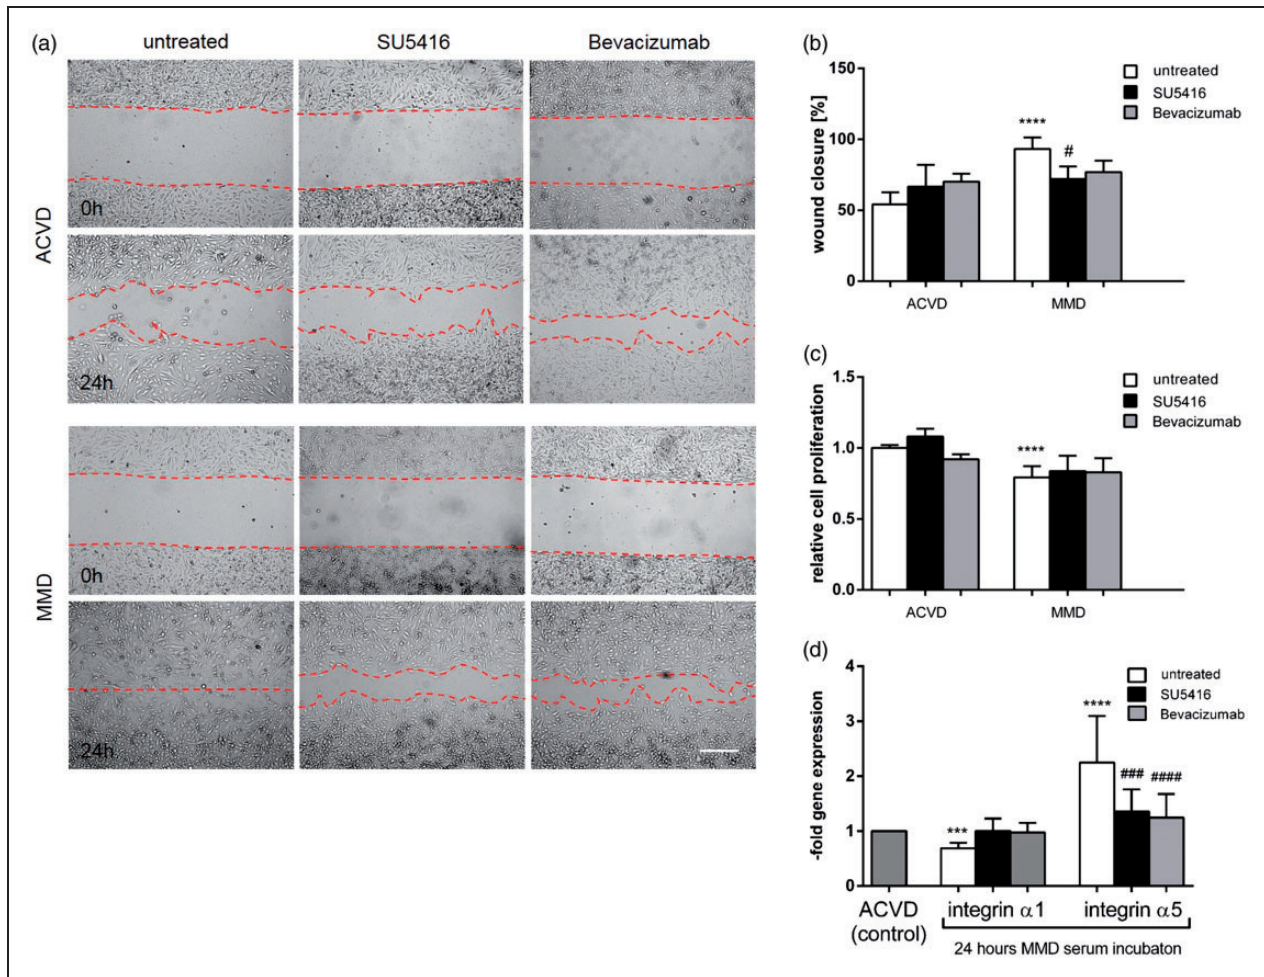 (a)
untreated SU5416 Bevacizumab
ACVD
0h
24h
MMD
0h
24h
(b)
150
100
50
0
wound closure [%]
untreated
SU5416
Bevacizumab
****
#
ACVD MMD
(c)
1.5
1.0
0.5
0.0
relative cell proliferation
untreated
SU5416
Bevacizumab
****
ACVD MMD
(d)
4
3
2
1
0
-fold gene expression
untreated
SU5416
Bevacizumab
***
****
###
####
ACVD
(control)
integrin α1 integrin α5
24 hours MMD serum incubaton